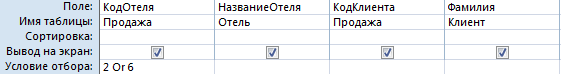 Поле: КодОтеля НазваниеОтеля КодКлиента Фамилия
Имя таблицы: Продажа Отель Продажа Клиент
Сортировка:
Вывод на экран:
Условие отбора: 2 Or 6